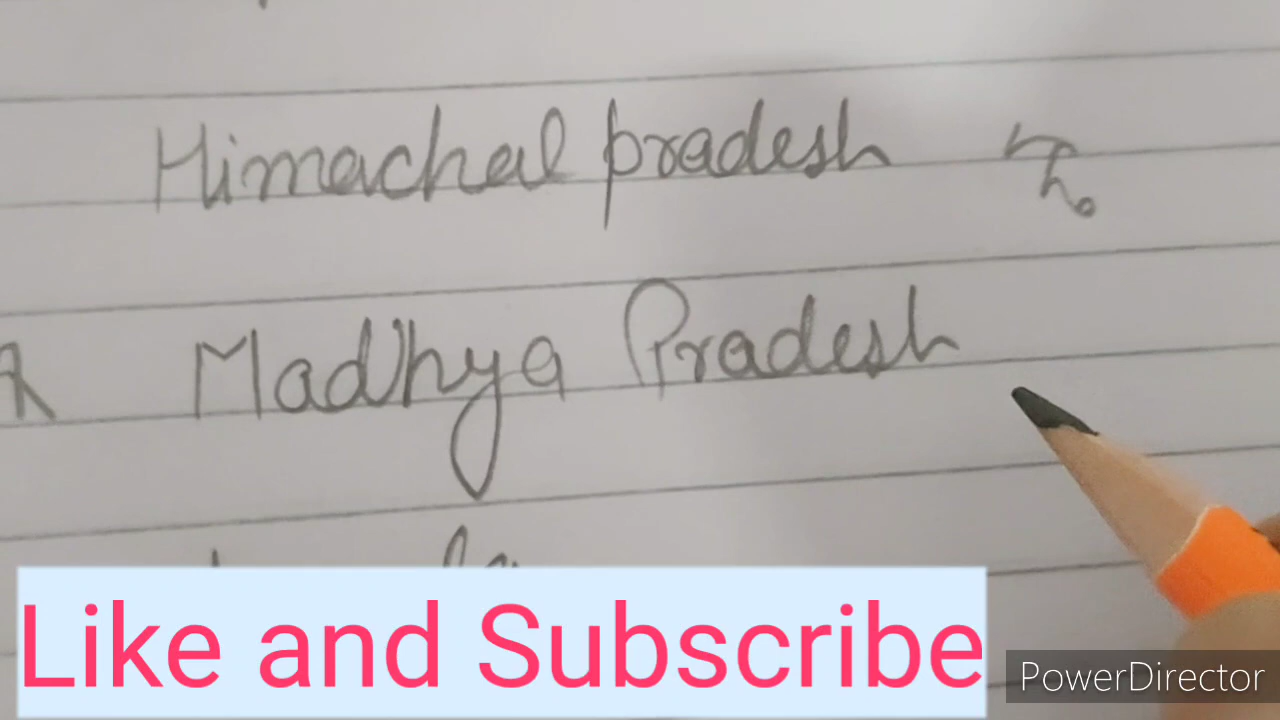 Himachal pradesh
Madhya Pradesh
Like and Subscribe
PowerDirector